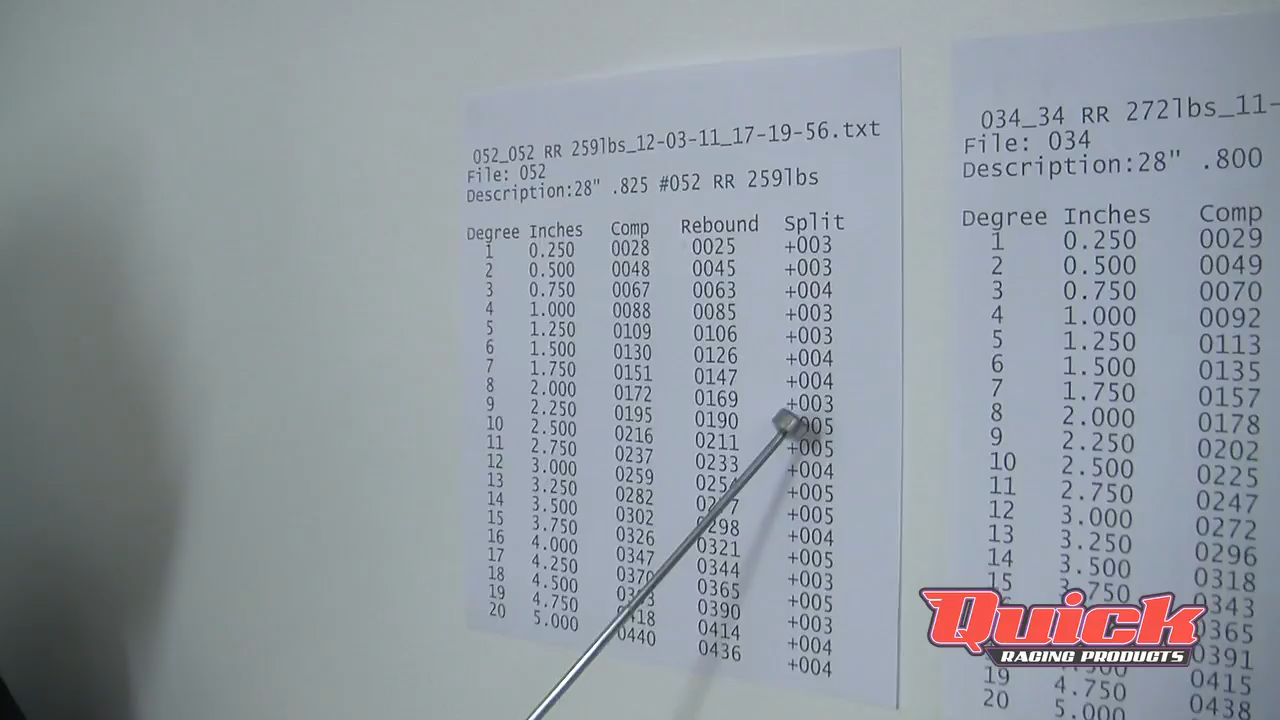 052_052 RR 259lbs_12-03-11_17-19-56.txt
File: 052
Description:28" .825 #052 RR 259lbs
Degree Inches Comp Rebound Split
1 0.250 0028 0025 +003
2 0.500 0048 0045 +003
3 0.750 0067 0063 +004
4 1.000 0088 0085 +003
5 1.250 0109 0106 +003
6 1.500 0130 0126 +004
7 1.750 0151 0147 +004
8 2.000 0172 0169 +003
9 2.250 0195 0190
10 2.500 0216 0211 +005
11 2.750 0237 0233 +004
12 3.000 0259 +005
13 3.250 0282 +005
14 3.500 0302 0298 +004
15 3.750 0326 0321 +005
16 4.000 0347 0344 +003
17 4.250 0370 0365 +005
18 4.500 0390 +003
19 4.750 0418 0414 +004
20 5.000 0440 0436 +004
034_34 RR 272lbs_11-
File: 034
Description:28" .800
Degree Inches Comp
1 0.250 0029
2 0.500 0049
3 0.750 0070
4 1.000 0092
5 1.250 0113
6 1.500 0135
7 1.750 0157
8 2.000 0178
9 2.250 0202
10 2.500 0225
11 2.750 0247
12 3.000 0272
13 3.250 0296
14 3.500 0318
15 3.750 0343
0365
0391
19 4.750 0415
20 5.000 0438
Quick
RACING PRODUCTS